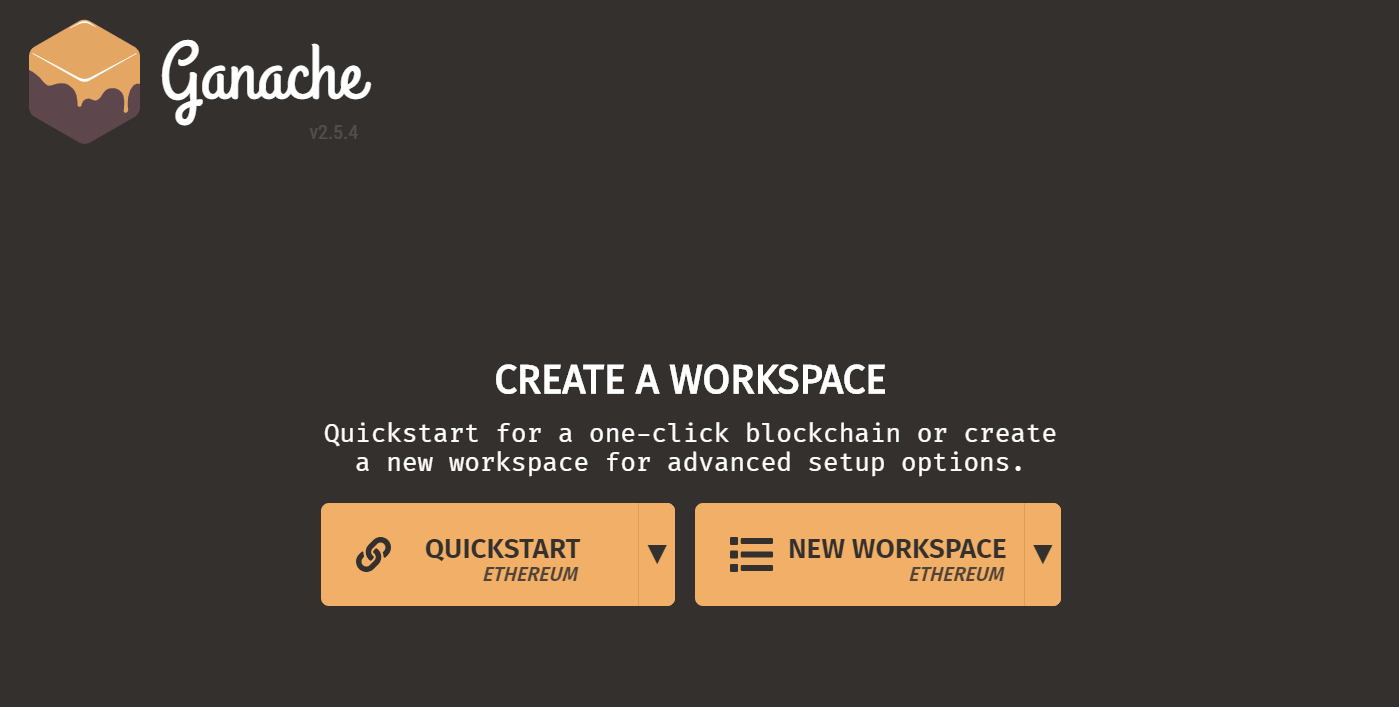 Ganache
v2.5.4
CREATE A WORKSPACE
Quickstart for a one-click blockchain or create
a new workspace for advanced setup options.
QUICKSTART
ETHEREUM
▼
NEW WORKSPACE
ETHEREUM
▼